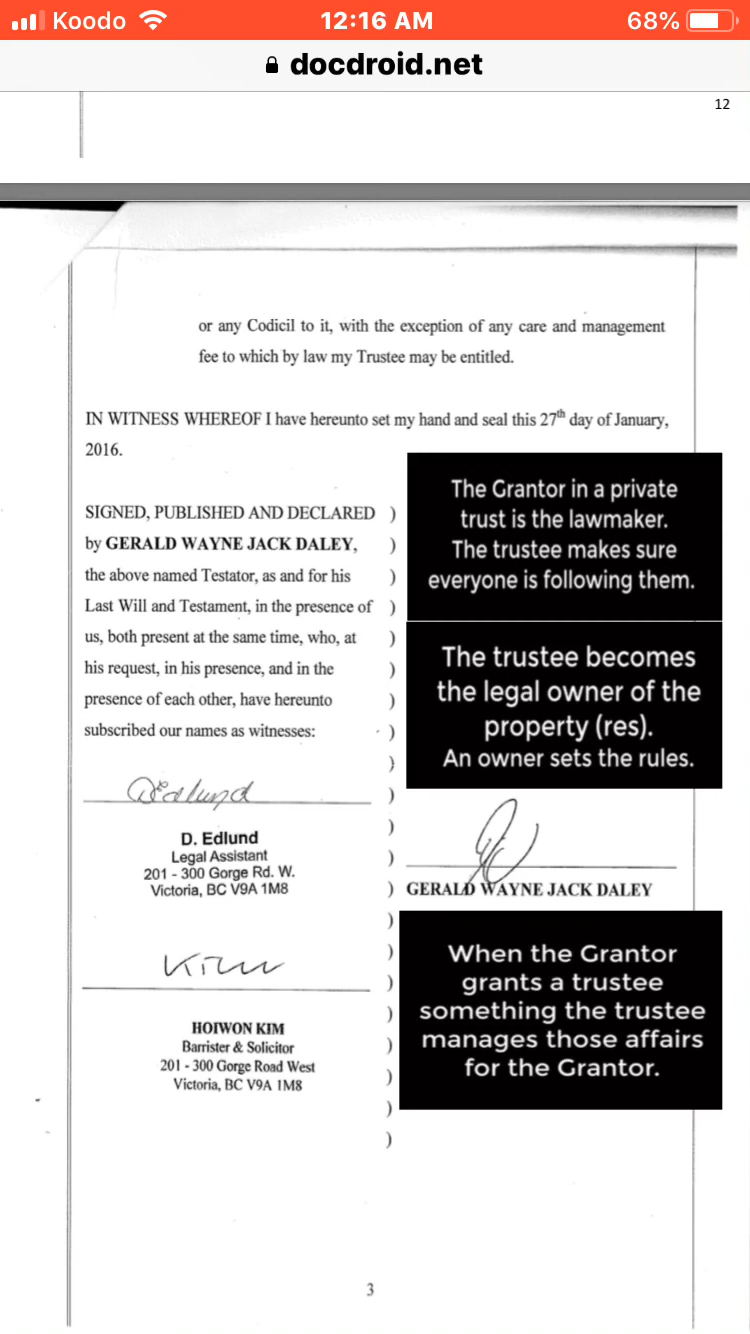 Koodo 12:16 AM 68%
docdroid.net
12
or any Codicil to it, with the exception of any care and management
fee to which by law my Trustee may be entitled.
IN WITNESS WHEREOF I have hereunto set my hand and seal this 27th day of January,
2016.
SIGNED, PUBLISHED AND DECLARED )
by GERALD WAYNE JACK DALEY, )
the above named Testator, as and for his )
Last Will and Testament, in the presence of )
us, both present at the same time, who, at )
his request, in his presence, and in the )
presence of each other, have hereunto )
subscribed our names as witnesses: )
)
The Grantor in a private
trust is the lawmaker.
The trustee makes sure
everyone is following them.
The trustee becomes
the legal owner of the
property (res).
An owner sets the rules.
DEdlund )
)
D. Edlund
Legal Assistant )
201 - 300 Gorge Rd. W.
Victoria, BC V9A 1M8 ) GERALD WAYNE JACK DALEY
)
)
)
)
HOIWON KIM
Barrister & Solicitor )
201 - 300 Gorge Road West
Victoria, BC V9A 1M8 )
)
)
When the Grantor
grants a trustee
something the trustee
manages those affairs
for the Grantor.
3